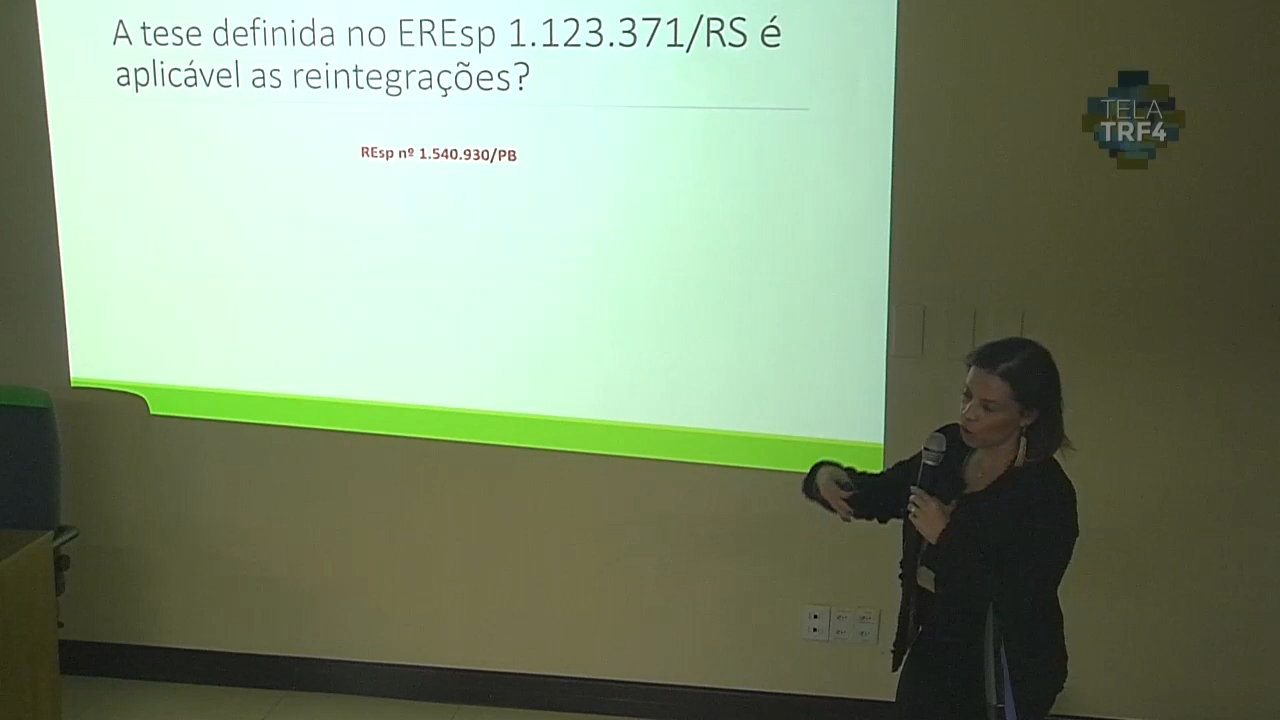 A tese definida no EREsp 1.123.371/RS é
aplicável as reintegrações?
REsp nº 1.540.930/PB
TELA
TRF4